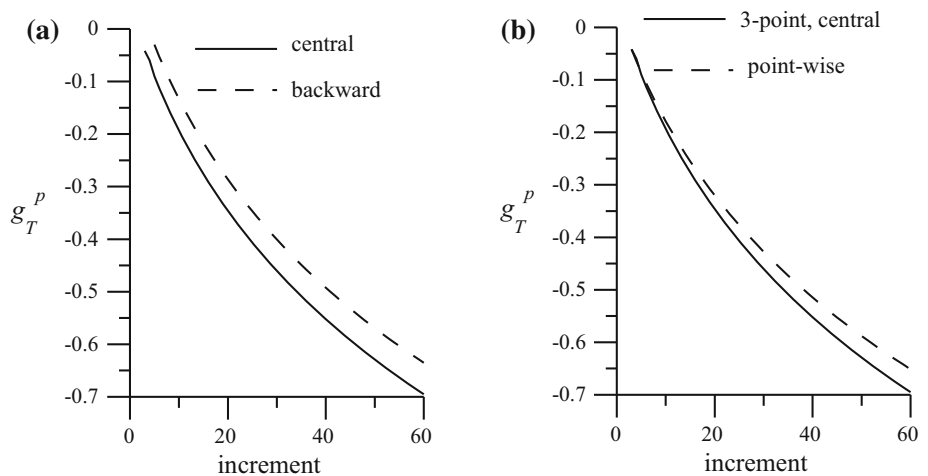 (a)
central
backward
0
-0.1
-0.2
-0.3
-0.4
-0.5
-0.6
-0.7
g_T^p
0 20 40 60
increment
(b)
3-point, central
point-wise
0
-0.1
-0.2
-0.3
-0.4
-0.5
-0.6
-0.7
g_T^p
0 20 40 60
increment